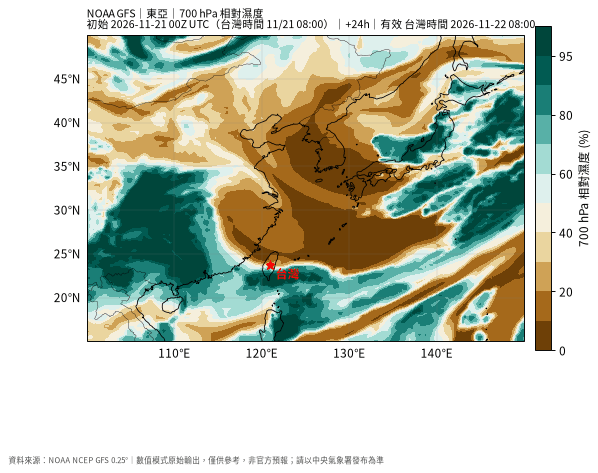 NOAA GFS｜東亞｜700 hPa 相對濕度
初始 2026-11-21 00Z UTC（台灣時間 11/21 08:00）｜+24h｜有效 台灣時間 2026-11-22 08:00
45°N
40°N
35°N
30°N
25°N
20°N
110°E
120°E
130°E
140°E
台灣
95
80
60
40
20
0
700 hPa 相對濕度 (%)
資料來源：NOAA NCEP GFS 0.25°｜數值模式原始輸出，僅供參考，非官方預報；請以中央氣象署發布為準